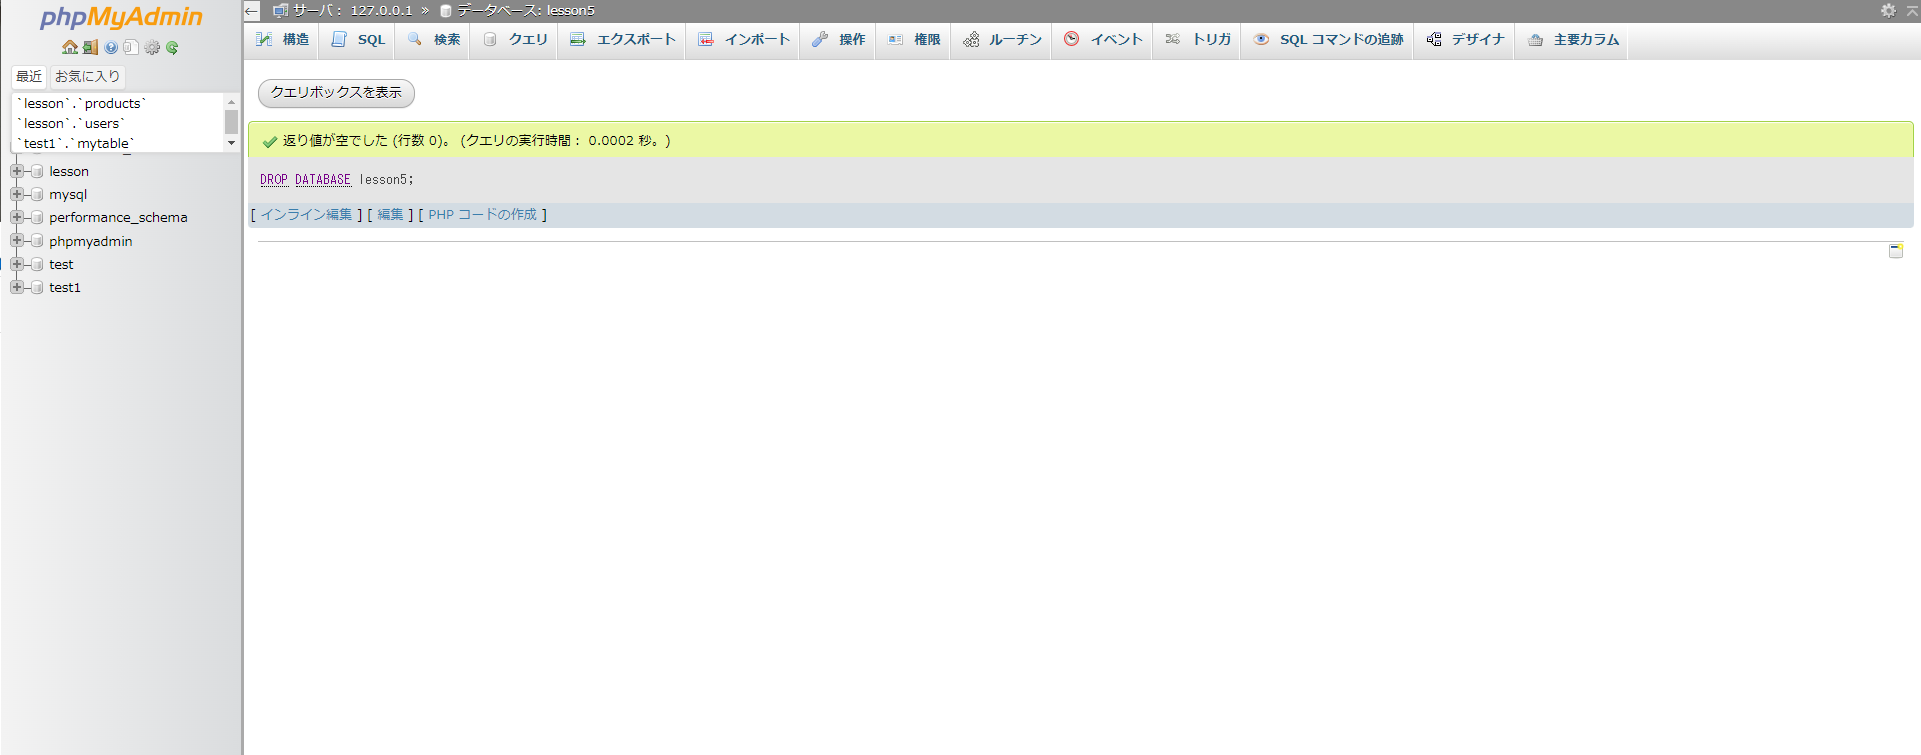 phpMyAdmin
最近 お気に入り
`lesson`.`products`
`lesson`.`users`
`test1`.`mytable`
lesson
mysql
performance_schema
phpmyadmin
test
test1
サーバ: 127.0.0.1 » データベース: lesson5
構造 SQL 検索 クエリ エクスポート インポート 操作 権限 ルーチン イベント トリガ SQL コマンドの追跡 デザイナ 主要カラム
クエリボックスを表示
返り値が空でした (行数 0)。 (クエリの実行時間: 0.0002 秒。)
DROP DATABASE lesson5;
[ インライン編集 ] [ 編集 ] [ PHP コードの作成 ]